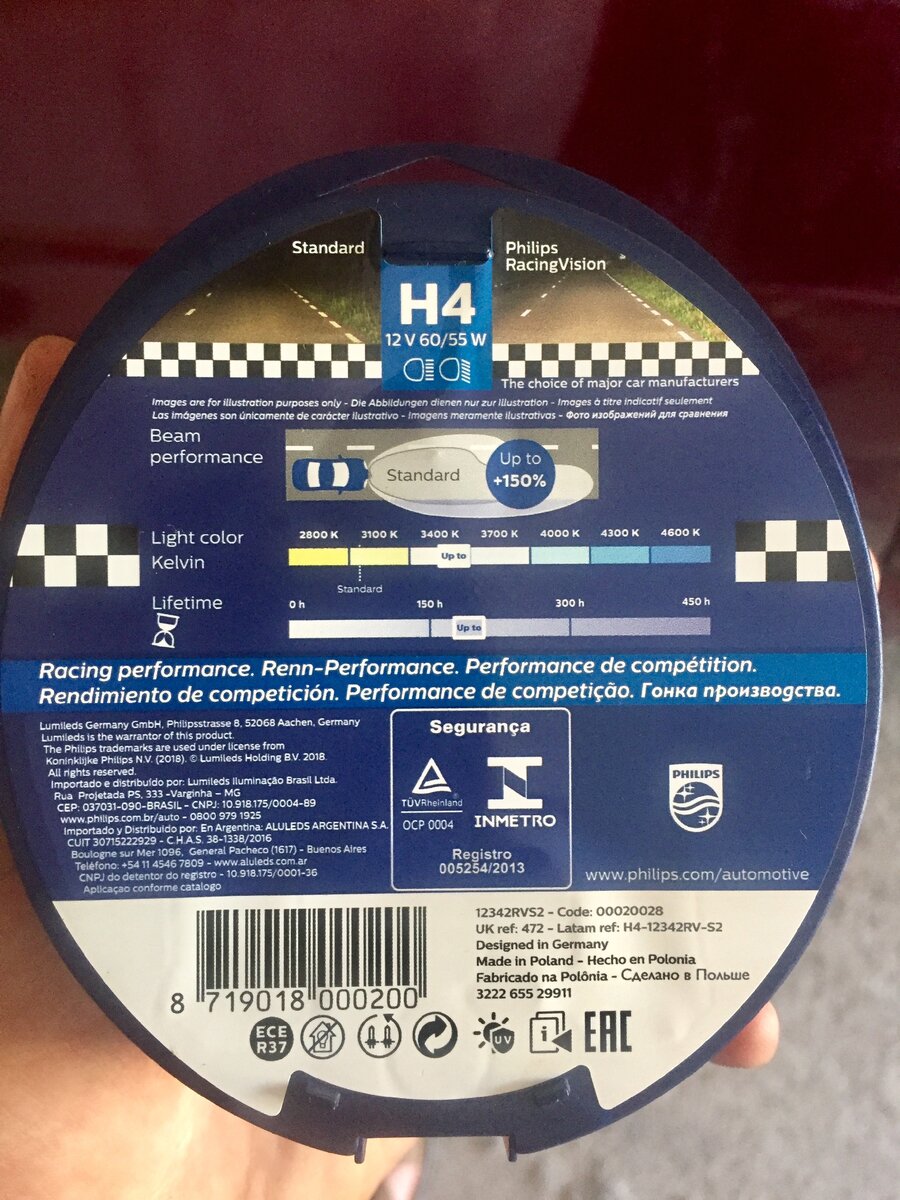 Standard
Philips
RacingVision
H4
12 V 60/55 W
The choice of major car manufacturers
Images are for illustration purposes only - Die Abbildungen dienen nur zur Illustration - Images à titre indicatif seulement
Las imágenes son únicamente de carácter ilustrativo - Imagens meramente ilustrativas - Фото изображений для сравнения
Beam
performance
Standard
Up to
+150%
Light color
Kelvin
2800 K 3100 K 3400 K 3700 K 4000 K 4300 K 4600 K
Up to
Standard
Lifetime
0 h 150 h 300 h 450 h
Up to
Racing performance. Renn-Performance. Performance de compétition.
Rendimiento de competición. Performance de competição. Гонка производства.
Lumileds Germany GmbH, Philipsstrasse 8, 52068 Aachen, Germany
Lumileds is the warrantor of this product.
The Philips trademarks are used under license from
Koninklijke Philips N.V. (2018). © Lumileds Holding B.V. 2018.
All rights reserved.
Importado e distribuído por: Lumileds Iluminação Brasil Ltda.
Rua Projetada PS, 333 -Varginha – MG
CEP: 037031-090-BRASIL - CNPJ: 10.918.175/0004-89
www.philips.com.br/auto - 0800 979 1925
Importado y Distribuido por: En Argentina: ALULEDS ARGENTINA S.A.
CUIT 30715222929 - C.H.A.S. 38-1338/2016
Boulogne sur Mer 1096, General Pacheco (1617) - Buenos Aires
Teléfono: +54 11 4546 7809 - www.aluleds.com.ar
CNPJ do detentor do registro - 10.918.175/0001-36
Aplicaçao conforme catalogo
Segurança
TÜVRheinland
OCP 0004
INMETRO
Registro
005254/2013
PHILIPS
www.philips.com/automotive
8 719018 000200
12342RVS2 - Code: 00020028
UK ref: 472 - Latam ref: H4-12342RV-S2
Designed in Germany
Made in Poland - Hecho en Polonia
Fabricado na Polônia - Сделано в Польше
3222 655 29911
ECE
R37
UV
i
EAC